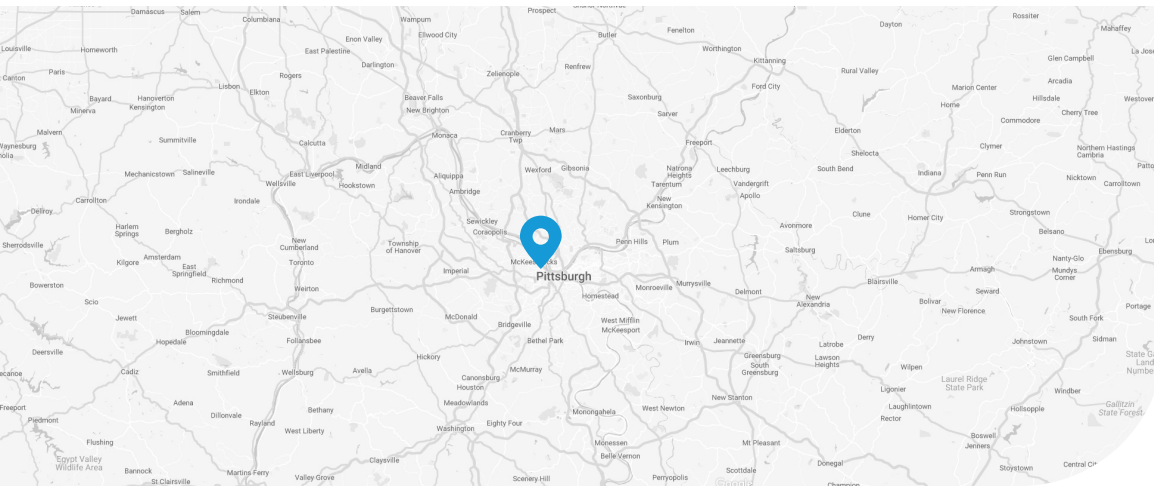 Prospect
Damascus
Salem
Columbiana
Wampum
Ellwood City
Butler
Fenelton
Dayton
Rossiter
Mahaffey
Louisville
Homeworth
East Palestine
Enon Valley
Darlington
Worthington
Kittanning
Glen Campbell
Canton
Paris
Lisbon
Elkton
Rogers
Zelienople
Renfrew
Rural Valley
Arcadia
Bayard
Minerva
Hanoverton
Kensington
Beaver Falls
New Brighton
Saxonburg
Sarver
Ford City
Marion Center
Home
Hillsdale
Westover
Commodore
Cherry Tree
Malvern
Summitville
Calcutta
Monaca
Cranberry
Twp
Mars
Freeport
Elderton
Shelocta
Clymer
Northern Hastings
Cambria
Mechanicstown
Salineville
Wellsville
East Liverpool
Midland
Hookstown
Aliquippa
Ambridge
Wexford
Gibsonia
Natrona
Heights
Tarentum
Leechburg
Vandergrift
South Bend
Indiana
Penn Run
Nicktown
Carrolltown
Carrollton
Irondale
New
Kensington
Apollo
Dellroy
Harlem
Springs
Bergholz
Sewickley
Coraopolis
Avonmore
Clune
Homer City
Strongstown
Belsano
Sherrodsville
New
Cumberland
Township
of Hanover
Penn Hills
Plum
Saltsburg
Ebensburg
Kilgore
Amsterdam
East
Springfield
Toronto
Imperial
Pittsburgh
Nanty-Glo
Mundys
Corner
Armagh
Bowerston
Richmond
Weirton
Monroeville
Murrysville
Delmont
Blairsville
Seward
Scio
Jewett
Steubenville
Burgettstown
McDonald
Homestead
New
Alexandria
Bolivar
New Florence
Portage
Bridgeville
West Mifflin
McKeesport
South Fork
Hopedale
Bloomingdale
Follansbee
Bethel Park
Irwin
Jeannette
Latrobe
Derry
Johnstown
Sidman
Deersville
Hickory
Greensburg
South
Greensburg
Lawson
Heights
Wilpen
Cadiz
Smithfield
Wellsburg
Avella
Canonsburg
Houston
McMurray
Laurel Ridge
State Park
Ligonier
Windber
Adena
Meadowlands
New Stanton
Freeport
Piedmont
Dillonvale
Rayland
Bethany
West Liberty
Washington
Eighty Four
Monongahela
West Newton
Laughlintown
Rector
Hollsopple
Gallitzin
State Forest
Flushing
Monessen
Belle Vernon
Mt Pleasant
Boswell
Jenners
Egypt Valley
Wildlife Area
Bannock
St Clairsville
Martins Ferry
Valley Grove
Claysville
Scenery Hill
Perryopolis
Scottdale
Donegal
Champion
Stoystown
Google